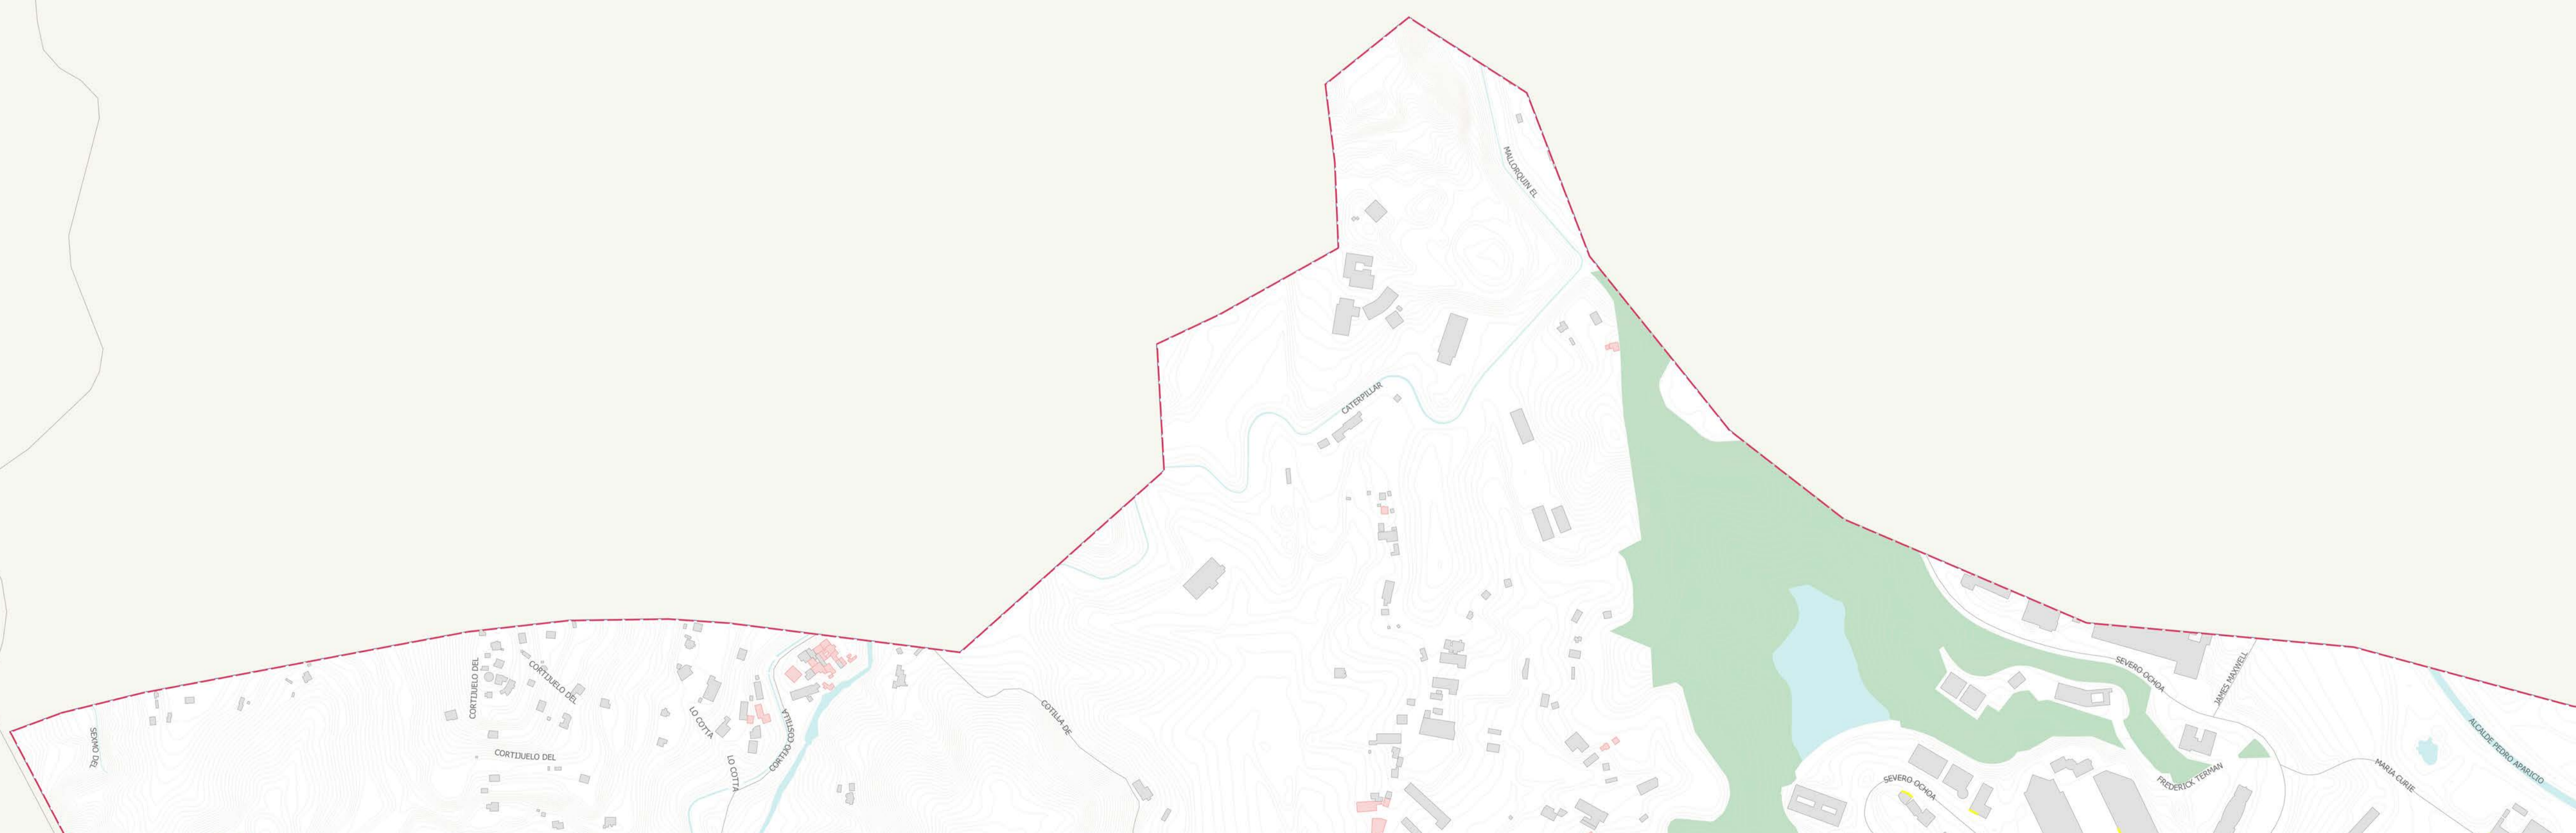 MALLORQUIN EL
CATERPILLAR
CORTIJUELO DEL
CORTIJUELO DEL
SEVERO OCHOA
JAMES MAXWELL
COTILLA DE
LO COTTA
CORTIJO COSTILLA
SEXMO DEL
ALCALDE PEDRO APARICIO
CORTIJUELO DEL
LO COTTA
FREDERICK TERMAN
MARIA CURIE
SEVERO OCHOA